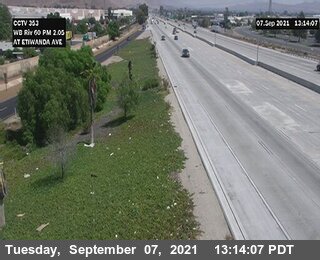 CCTV 353
WB Riv 60 PM 2.05
At ETIWANDA AVE
07.Sep 2021 13:14:07
Tuesday, September 07, 2021 13:14:07 PDT